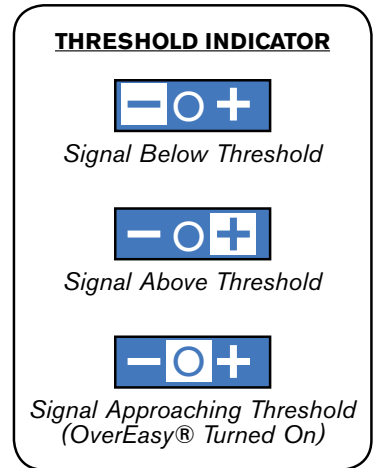 THRESHOLD INDICATOR
− O +
Signal Below Threshold
− O +
Signal Above Threshold
− O +
Signal Approaching Threshold
(OverEasy® Turned On)